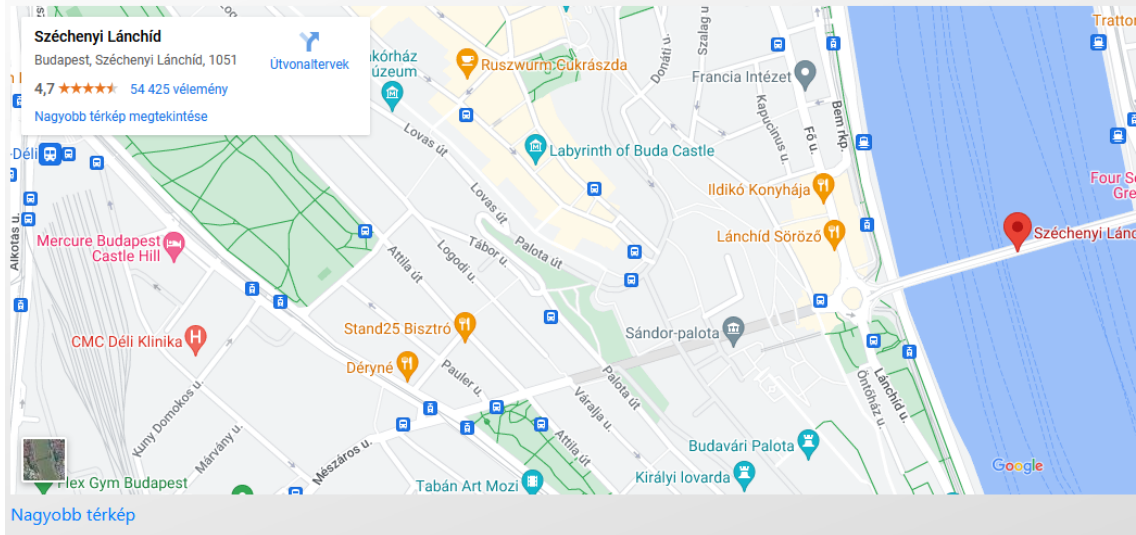 Széchenyi Lánchíd
Budapest, Széchenyi Lánchíd, 1051
4,7
54 425 vélemény
Nagyobb térkép megtekintése
Útvonaltervek
Ruszwurm Cukrászda
Donáti u.
Francia Intézet
Kapucinus u.
Fő u.
Bem rkp.
Lovas út
Labyrinth of Buda Castle
Ildikó Konyhája
Lovas út
Alkotás u.
Mercure Budapest
Castle Hill
Tábor u.
Palota út
Lánchíd Söröző
Logodi u.
Attila út
Stand25 Bisztró
Sándor-palota
CMC Déli Klinika
H
Déryné
Pauler u.
Palota út
Váralja u.
Öntőház u.
Lánchíd u.
Kuny Domokos u.
Márvány u.
Mészáros u.
Attila út
Budavári Palota
Királyi lovarda
Tabán Art Mozi
Flex Gym Budapest
Google
Nagyobb térkép